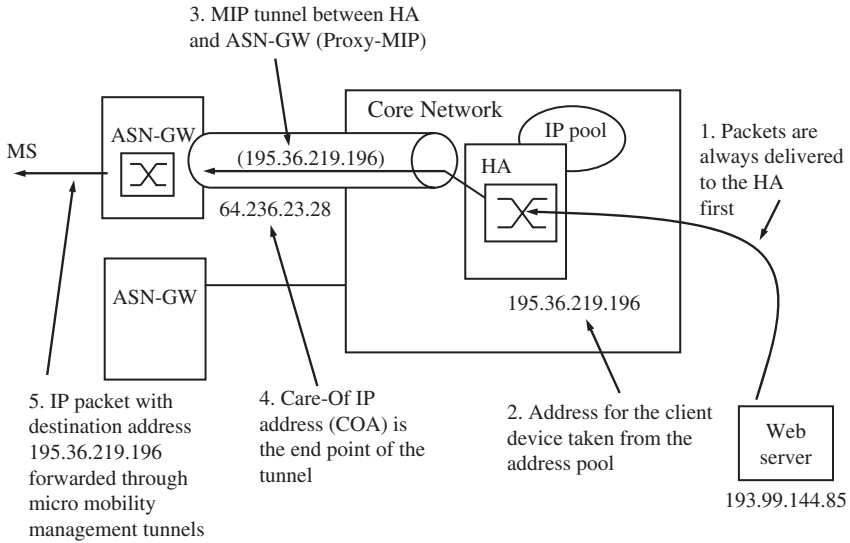 3. MIP tunnel between HA
and ASN-GW (Proxy-MIP)
Core Network
IP pool
ASN-GW
MS
(195.36.219.196)
HA
1. Packets are
always delivered
to the HA
first
64.236.23.28
ASN-GW
195.36.219.196
5. IP packet with
destination address
195.36.219.196
forwarded through
micro mobility
management tunnels
4. Care-Of IP
address (COA) is
the end point of the
tunnel
2. Address for the client
device taken from the
address pool
Web
server
193.99.144.85